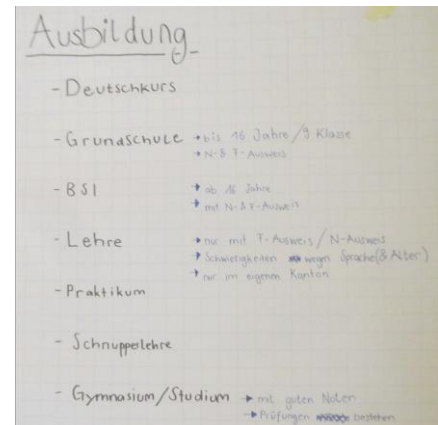 Ausbildung
- Deutschkurs
- Grundschule → bis 16 Jahre / 9 Klasse
→ N- & F-Ausweis
- BSI → ab 16 Jahre
→ mit N- & F-Ausweis
- Lehre → nur mit F-Ausweis / N-Ausweis
→ Schwierigkeiten wegen Sprache (& Alter)
→ nur im eigenen Kanton
- Praktikum
- Schnupperlehre
- Gymnasium/Studium → mit guten Noten
→ Prüfungen bestehen